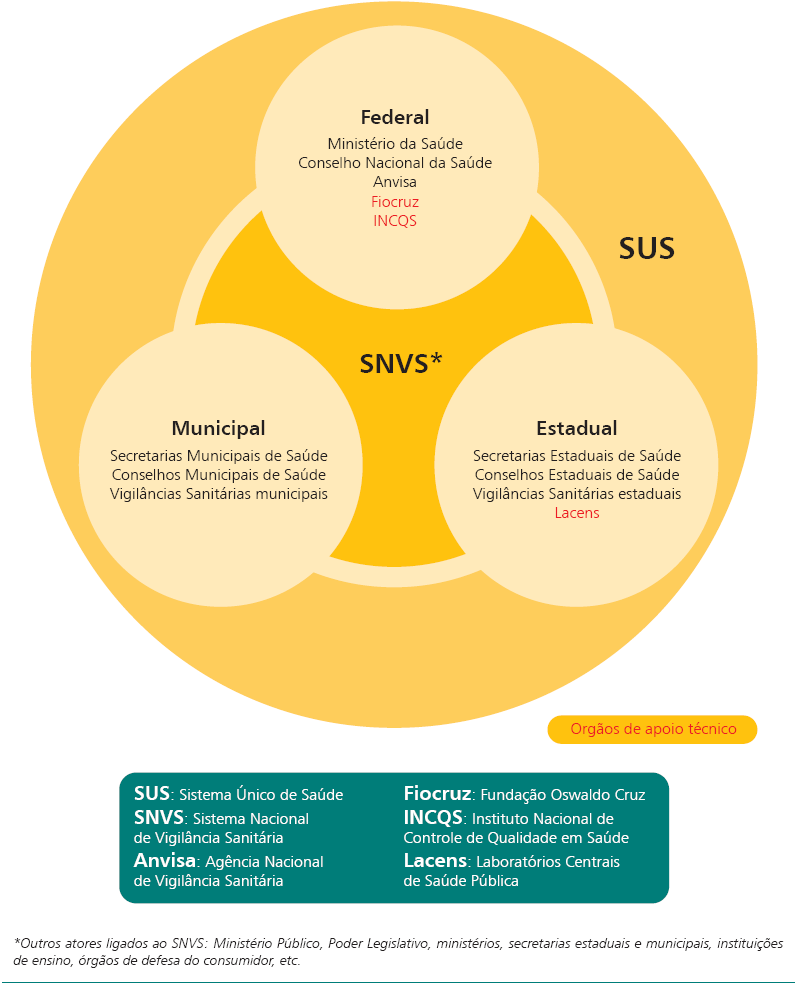 Federal
Ministério da Saúde
Conselho Nacional da Saúde
Anvisa
Fiocruz
INCQS
SUS
SNVS*
Municipal
Secretarias Municipais de Saúde
Conselhos Municipais de Saúde
Vigilâncias Sanitárias municipais
Estadual
Secretarias Estaduais de Saúde
Conselhos Estaduais de Saúde
Vigilâncias Sanitárias estaduais
Lacens
Orgãos de apoio técnico
SUS: Sistema Único de Saúde
SNVS: Sistema Nacional
de Vigilância Sanitária
Anvisa: Agência Nacional
de Vigilância Sanitária
Fiocruz: Fundação Oswaldo Cruz
INCQS: Instituto Nacional de
Controle de Qualidade em Saúde
Lacens: Laboratórios Centrais
de Saúde Pública
*Outros atores ligados ao SNVS: Ministério Público, Poder Legislativo, ministérios, secretarias estaduais e municipais, instituições
de ensino, órgãos de defesa do consumidor, etc.